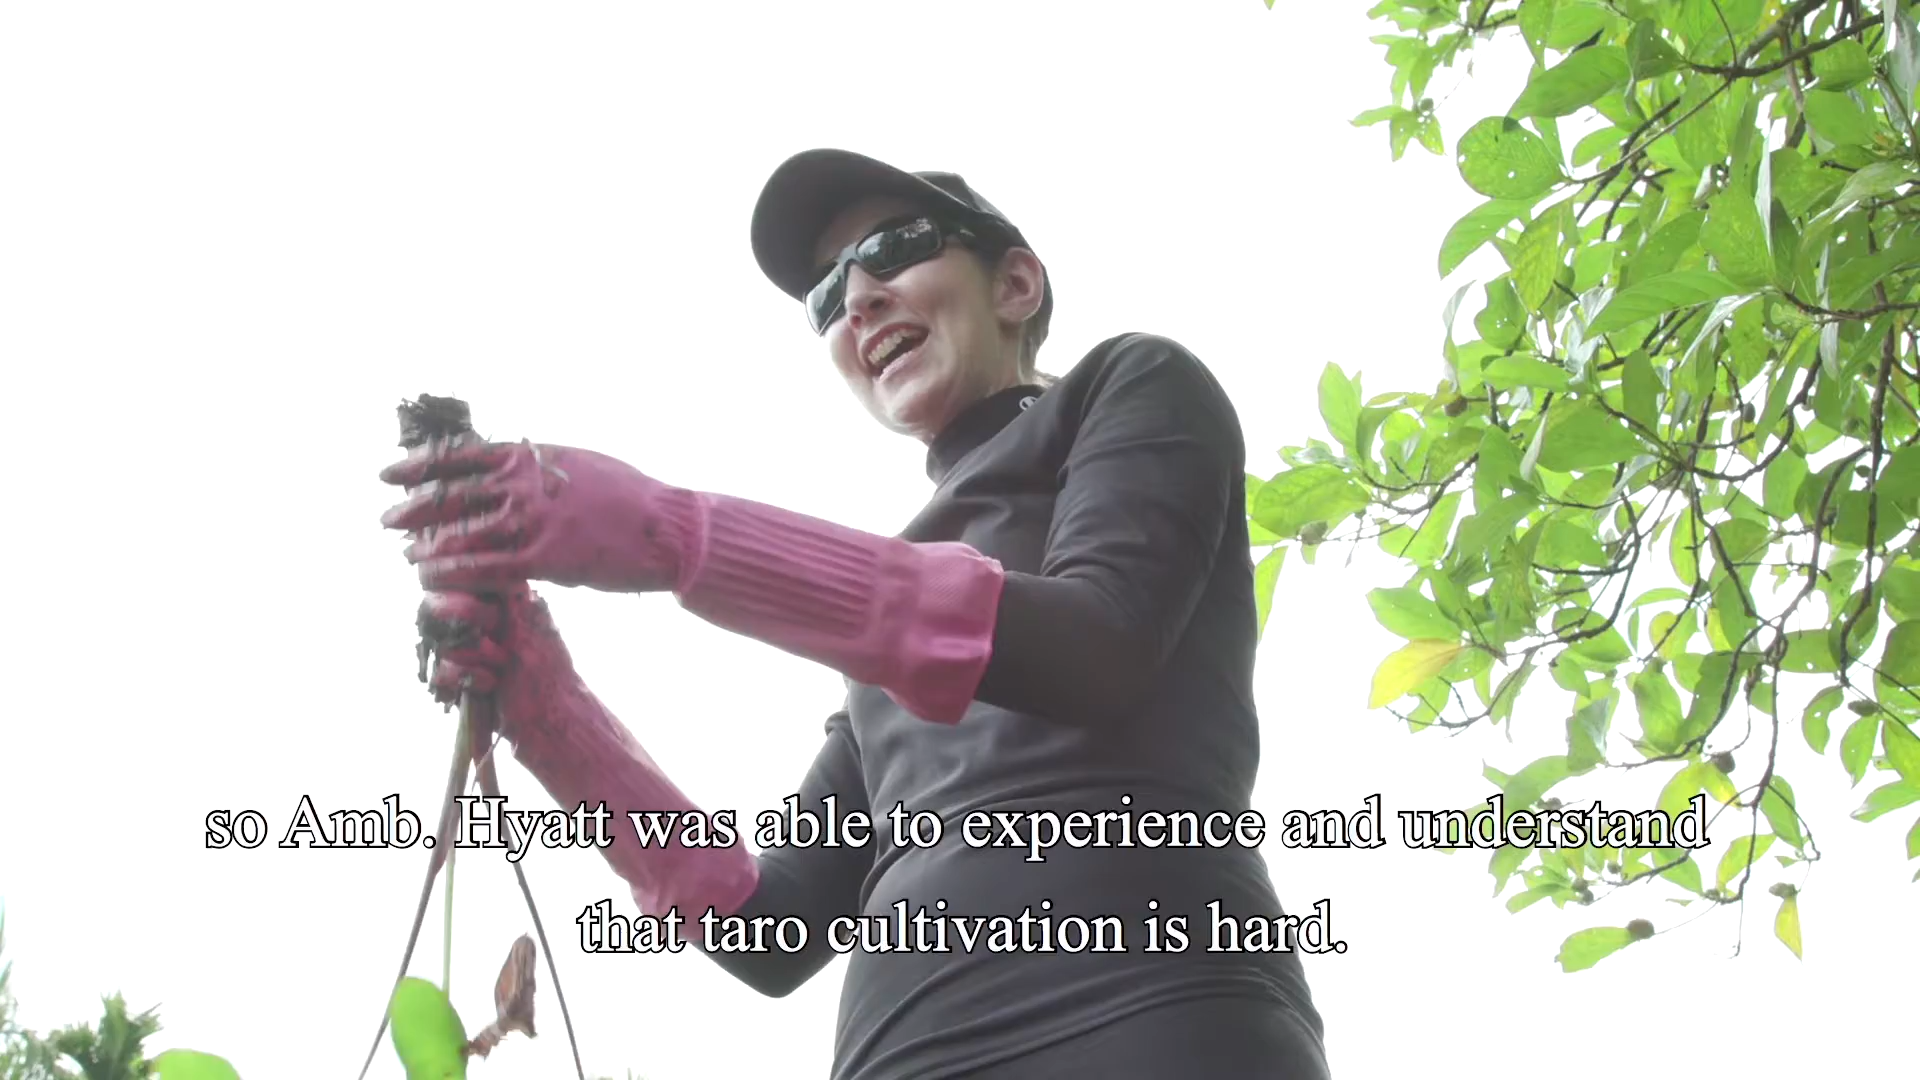 so Amb. Hyatt was able to experience and understand
that taro cultivation is hard.